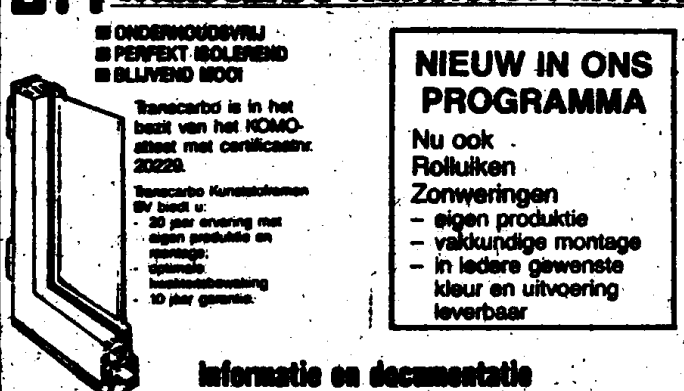 ONDERHOUDSVRIJ
PERFEKT ISOLEREND
BLIJVEND MOOI
Transcarbo is in het
bezit van het KOMO-
attest met certificaatnr.
20229.
Transcarbo Kunststoframen
BV biedt u:
- 20 jaar ervaring met
eigen produktie en
montage;
- optimale
kwaliteitsbewaking
- 10 jaar garantie.
NIEUW IN ONS
PROGRAMMA
Nu ook
Rolluiken
Zonweringen
– eigen produktie
– vakkundige montage
– in iedere gewenste
kleur en uitvoering
leverbaar
Informatie en documentatie